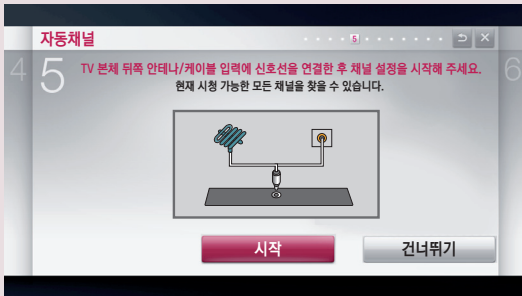 자동채널
5
4
5
6
TV 본체 뒤쪽 안테나/케이블 입력에 신호선을 연결한 후 채널 설정을 시작해 주세요.
현재 시청 가능한 모든 채널을 찾을 수 있습니다.
시작
건너뛰기